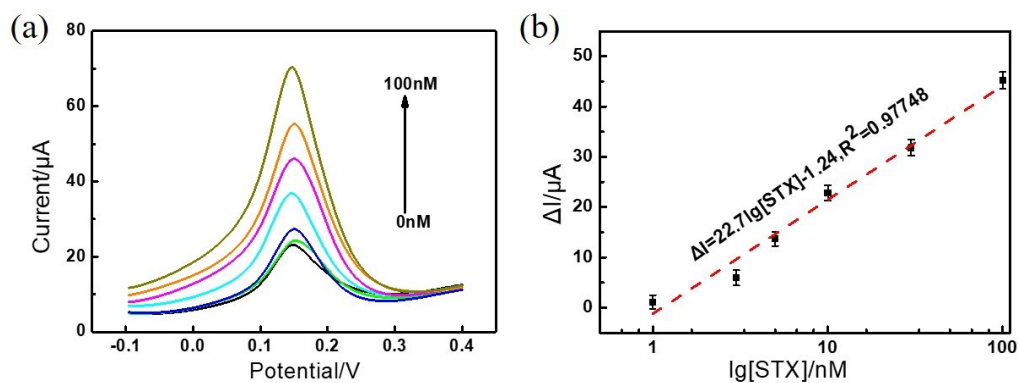 (a)
80
60
40
20
0
Current/μA
-0.1 0.0 0.1 0.2 0.3 0.4
Potential/V
100nM
0nM
(b)
50
40
30
20
10
0
ΔI/μA
1 10 100
lg[STX]/nM
ΔI=22.7lg[STX]-1.24,R²=0.97748